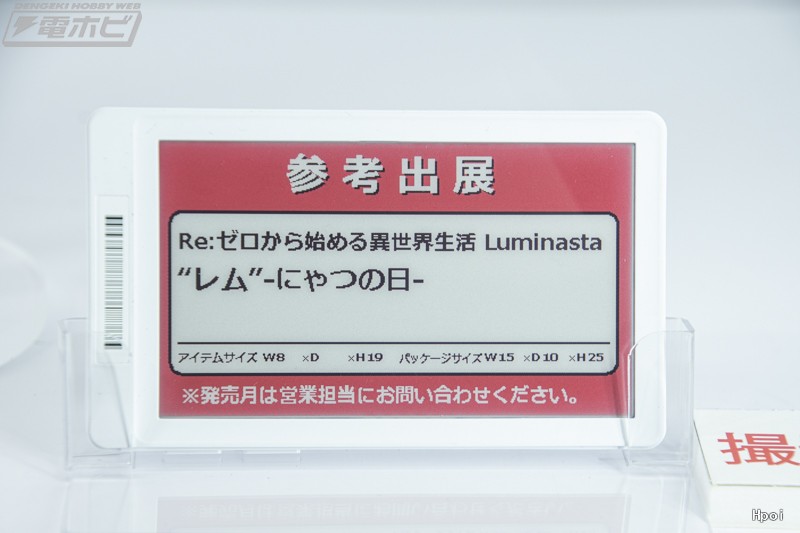 DENGEKI HOBBY WEB
電ホビ
参考出展
Re:ゼロから始める異世界生活 Luminasta
“レム”-にゃつの日-
アイテムサイズ W8 ×D ×H19 パッケージサイズ W15 ×D10 ×H25
※発売月は営業担当にお問い合わせください。
撮
Hpoi